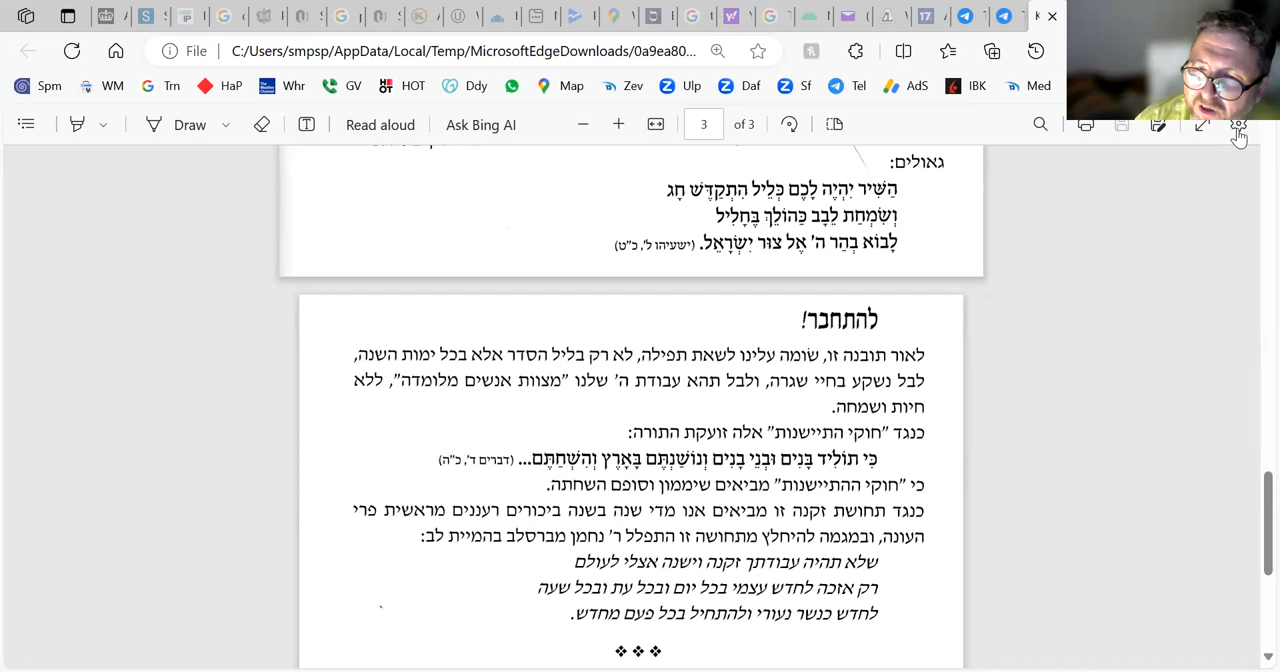 File C:/Users/smpsp/AppData/Local/Temp/MicrosoftEdgeDownloads/0a9ea80...
Spm WM Trn HaP Whr GV HOT Ddy Map Zev Ulp Daf Sf Tel AdS IBK Med
Draw Read aloud Ask Bing AI 3 of 3
גאולים:
הַשִּׁיר יִהְיֶה לָכֶם כְּלֵיל הִתְקַדֶּשׁ חָג
וְשִׂמְחַת לֵבָב כַּהוֹלֵךְ בֶּחָלִיל
לָבוֹא בְהַר ה' אֶל צוּר יִשְׂרָאֵל. (ישעיהו ל', כ"ט)
להתחבר!
לאור תובנה זו, שׂומה עלינו לשאת תפילה, לא רק בליל הסדר אלא בכל ימות השנה,
לבל נשקע בחיי שגרה, ולבל תהא עבודת ה' שלנו "מצוות אנשים מלומדה", ללא
חיות ושמחה.
כנגד "חוקי התיישנות" אלה זועקת התורה:
כִּי תוֹלִיד בָּנִים וּבְנֵי בָנִים וְנוֹשַׁנְתֶּם בָּאָרֶץ וְהִשְׁחַתֶּם... (דברים ד', כ"ה)
כי "חוקי ההתיישנות" מביאים שיממון וסופם השחתה.
כנגד תחושת זקנה זו מביאים אנו מדי שנה בשנה ביכורים רעננים מראשית פרי
העונה, ובמגמה להיחלץ מתחושה זו התפלל ר' נחמן מברסלב בהמיית לב:
שלא תהיה עבודתך זקנה וישנה אצלי לעולם
רק אזכה לחדש עצמי בכל יום ובכל עת ובכל שעה
לחדש כנשר נעורי ולהתחיל בכל פעם מחדש.